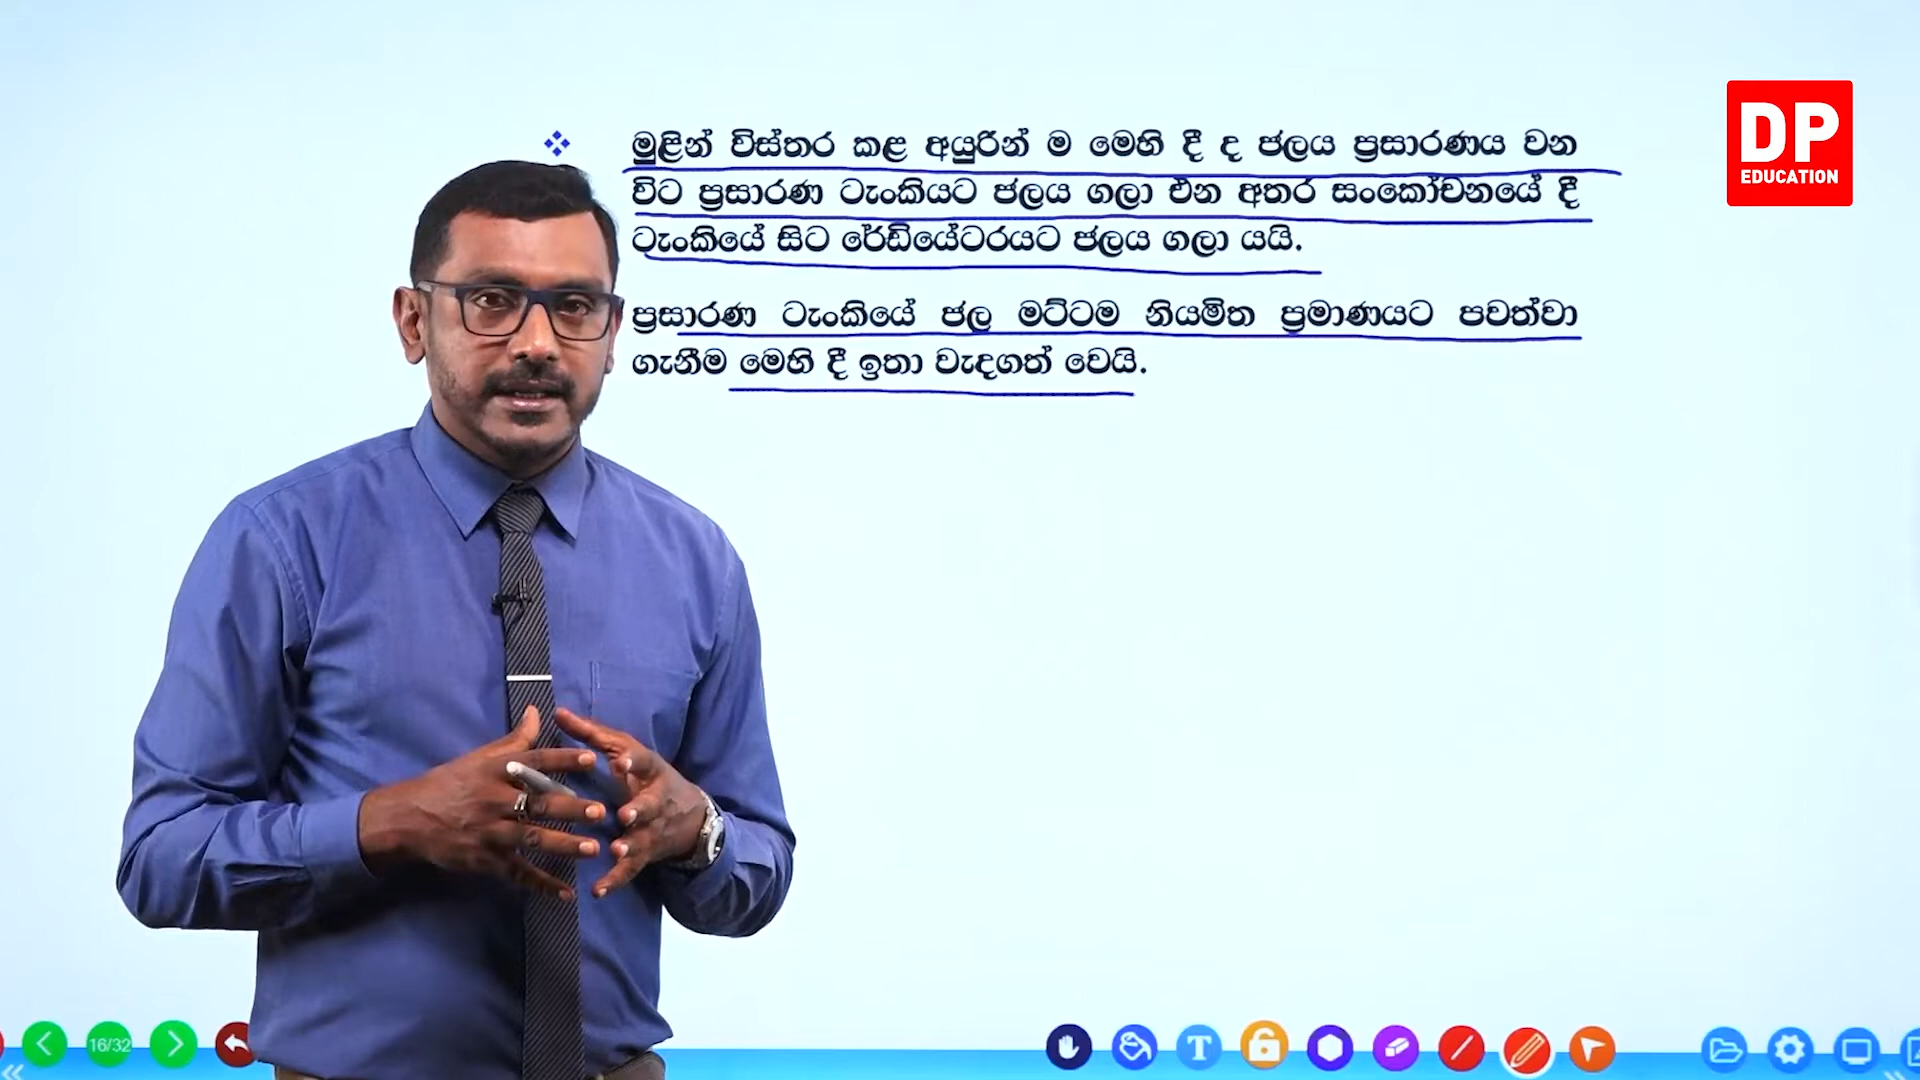 මුළින් විස්තර කළ අයුරින් ම මෙහි දී ද ජලය ප්‍රසාරණය වන
විට ප්‍රසාරණ ටැංකියට ජලය ගලා එන අතර සංකෝචනයේ දී
ටැංකියේ සිට රේඩියේටරයට ජලය ගලා යයි.
ප්‍රසාරණ ටැංකියේ ජල මට්ටම නියමිත ප්‍රමාණයට පවත්වා
ගැනීම මෙහි දී ඉතා වැදගත් වෙයි.
DP
EDUCATION
16/32
T